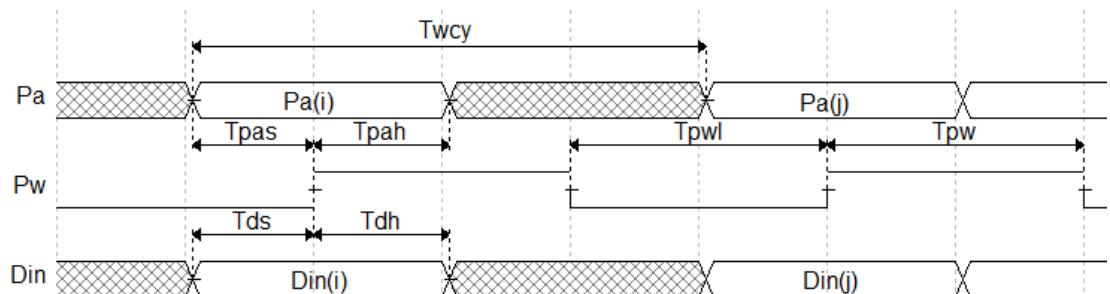 Twcy
Pa Pa(i) Pa(j)
Tpas Tpah Tpwl Tpw
Pw
Tds Tdh
Din Din(i) Din(j)